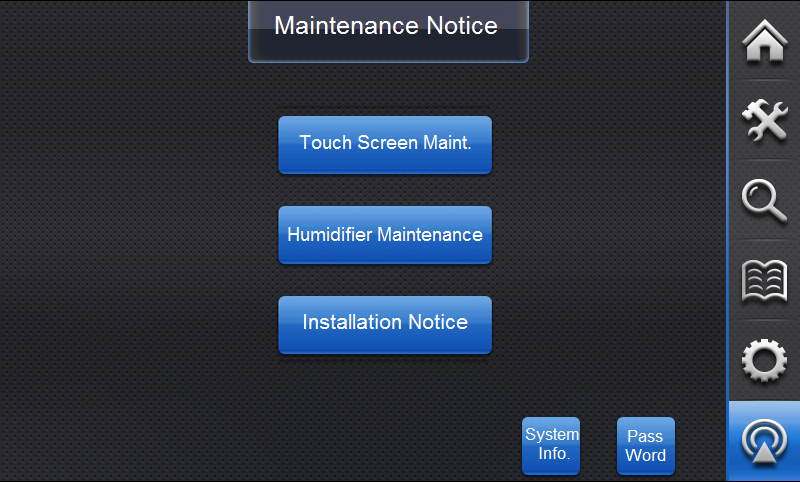 Maintenance Notice
Touch Screen Maint.
Humidifier Maintenance
Installation Notice
System
Info.
Pass
Word